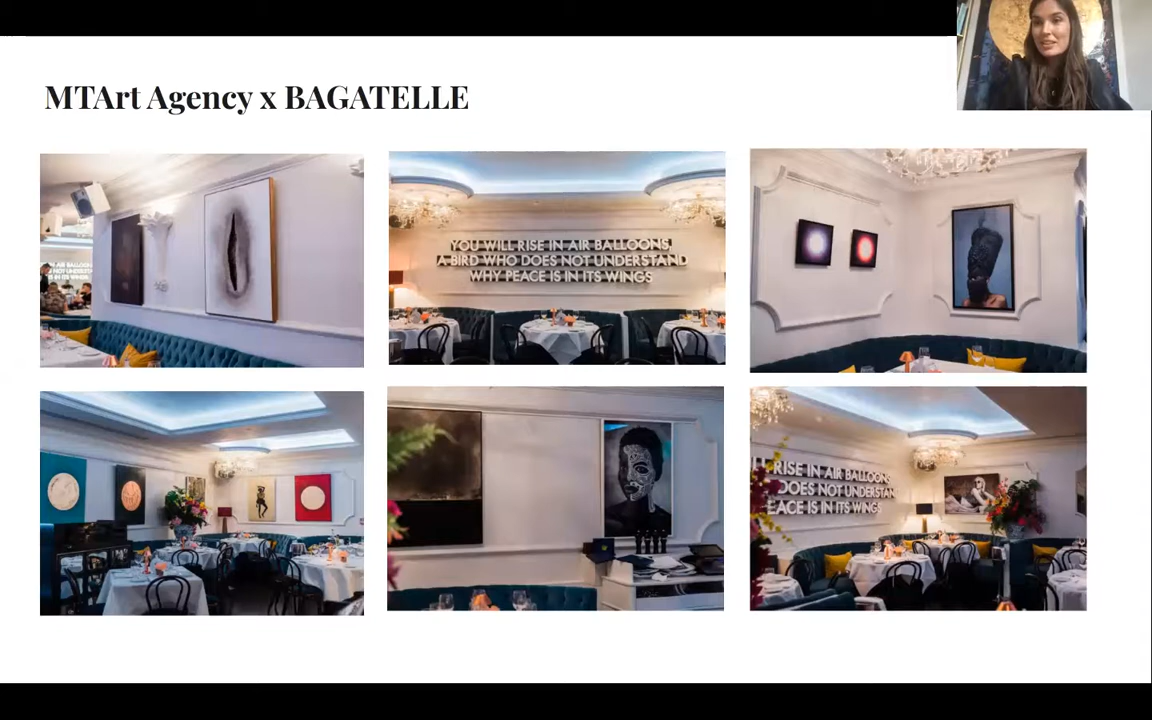 MTArt Agency x BAGATELLE
YOU WILL RISE IN AIR BALLOONS,
A BIRD WHO DOES NOT UNDERSTAND
WHY PEACE IS IN ITS WINGS
RISE IN AIR BALLOONS
DOES NOT UNDERSTAN
EACE IS IN ITS WINGS